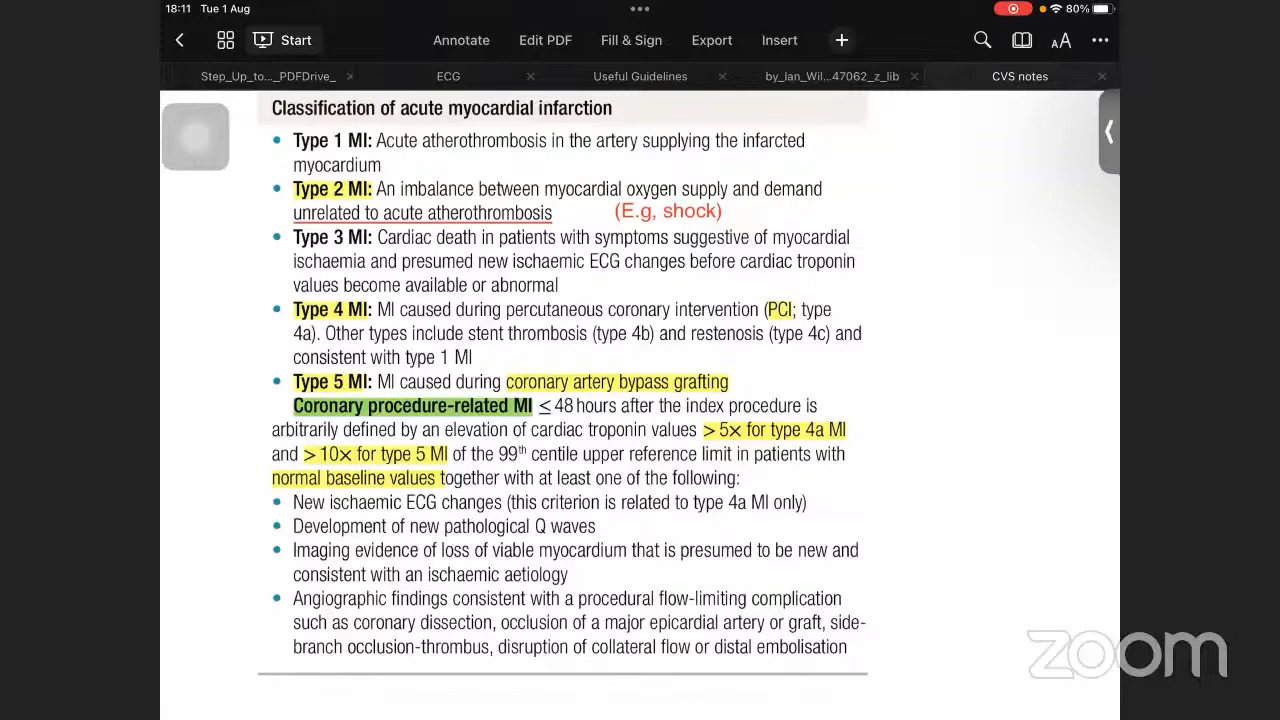 18:11 Tue 1 Aug
80%
Start Annotate Edit PDF Fill & Sign Export Insert
Step_Up_to..._PDFDrive_ ECG Useful Guidelines by_Ian_Wil...47062_z_lib CVS notes
Classification of acute myocardial infarction
• Type 1 MI: Acute atherothrombosis in the artery supplying the infarcted
myocardium
• Type 2 MI: An imbalance between myocardial oxygen supply and demand
unrelated to acute atherothrombosis (E.g, shock)
• Type 3 MI: Cardiac death in patients with symptoms suggestive of myocardial
ischaemia and presumed new ischaemic ECG changes before cardiac troponin
values become available or abnormal
• Type 4 MI: MI caused during percutaneous coronary intervention (PCI; type
4a). Other types include stent thrombosis (type 4b) and restenosis (type 4c) and
consistent with type 1 MI
• Type 5 MI: MI caused during coronary artery bypass grafting
Coronary procedure-related MI ≤ 48 hours after the index procedure is
arbitrarily defined by an elevation of cardiac troponin values > 5× for type 4a MI
and > 10× for type 5 MI of the 99th centile upper reference limit in patients with
normal baseline values together with at least one of the following:
• New ischaemic ECG changes (this criterion is related to type 4a MI only)
• Development of new pathological Q waves
• Imaging evidence of loss of viable myocardium that is presumed to be new and
consistent with an ischaemic aetiology
• Angiographic findings consistent with a procedural flow-limiting complication
such as coronary dissection, occlusion of a major epicardial artery or graft, side-
branch occlusion-thrombus, disruption of collateral flow or distal embolisation
zoom